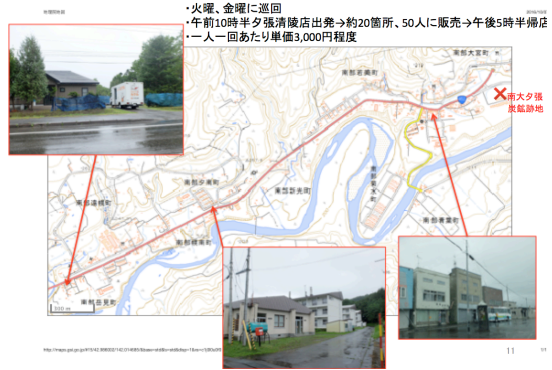 ・火曜、金曜に巡回
・午前10時半夕張清陵店出発→約20箇所、50人に販売→午後5時半帰店
・一人一回あたり単価3,000円程度
南部大宮町
南部若美町
南大夕張
炭鉱跡地
南部菊水町
南部夕南町
南部新光町
南部遠幌町
南部青葉町
南部岳見町
500 m
11